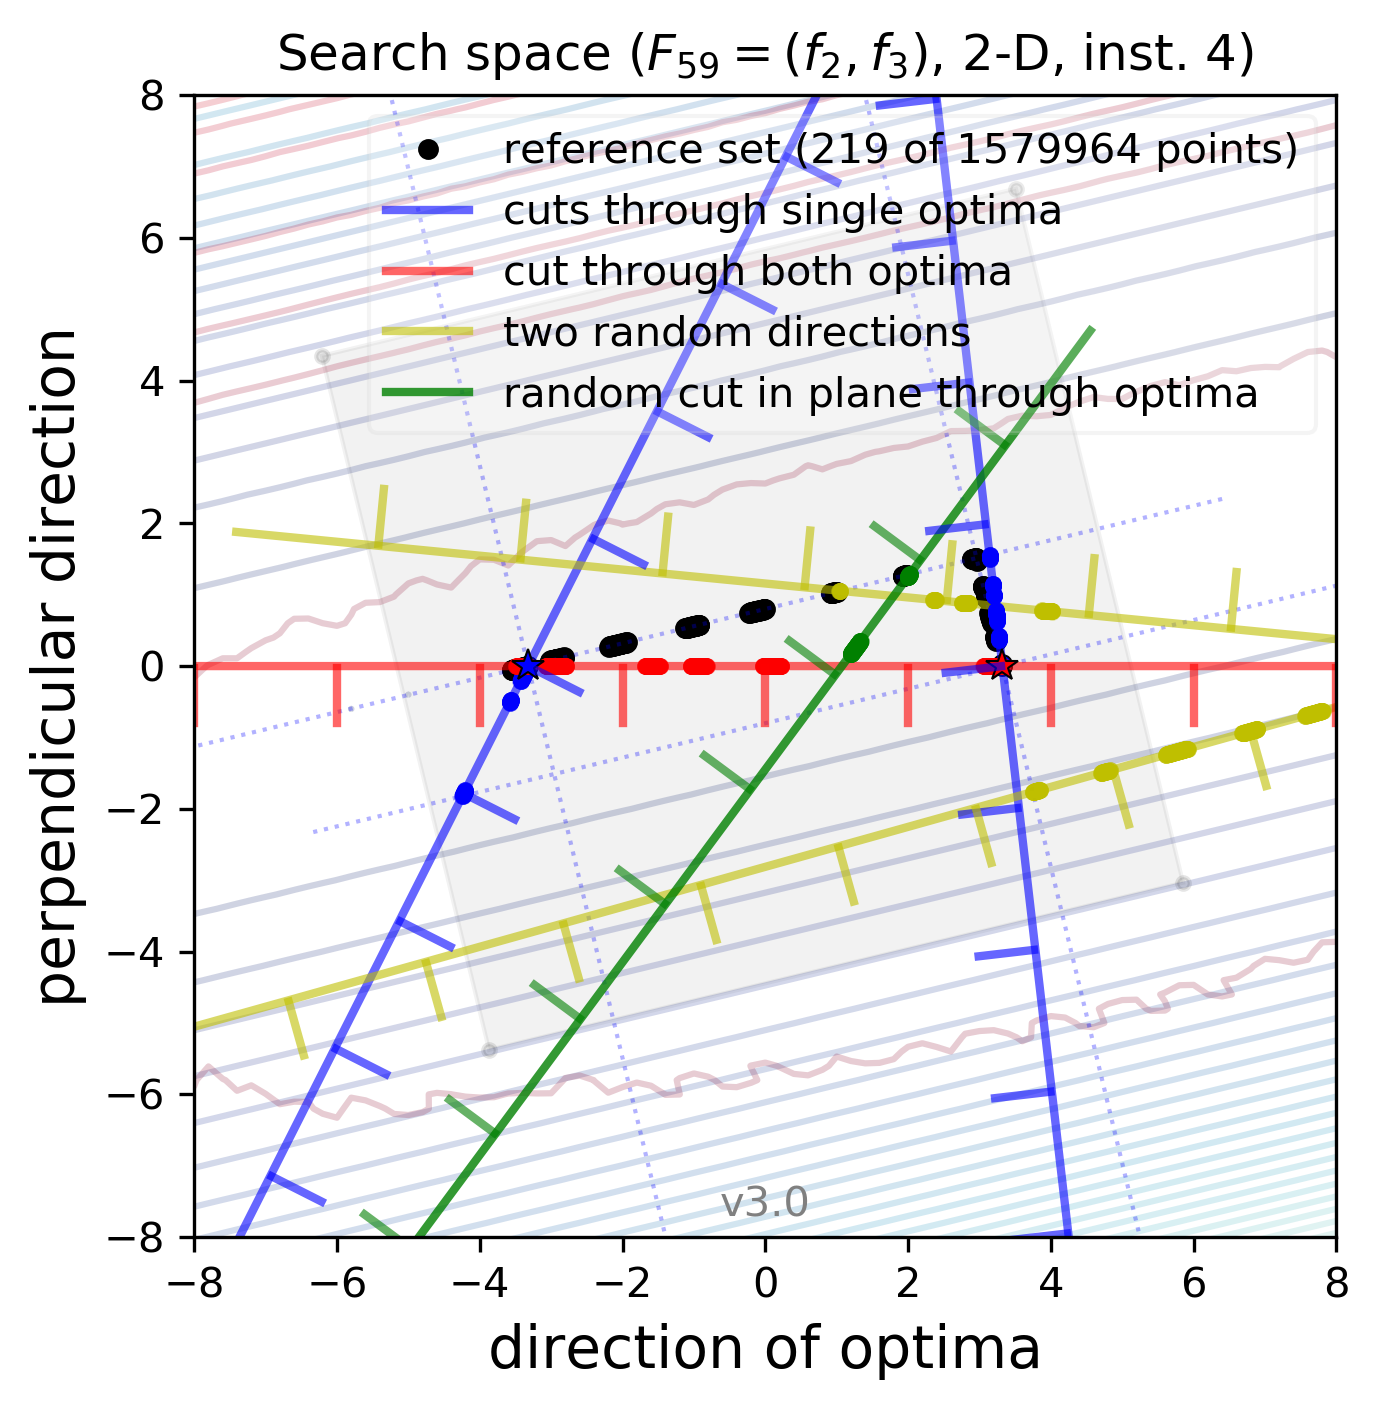 Search space (F₅₉ = (f₂, f₃), 2-D, inst. 4)
reference set (219 of 1579964 points)
cuts through single optima
cut through both optima
two random directions
random cut in plane through optima
8
6
4
2
0
−2
−4
−6
−8
perpendicular direction
v3.0
−8 −6 −4 −2 0 2 4 6 8
direction of optima